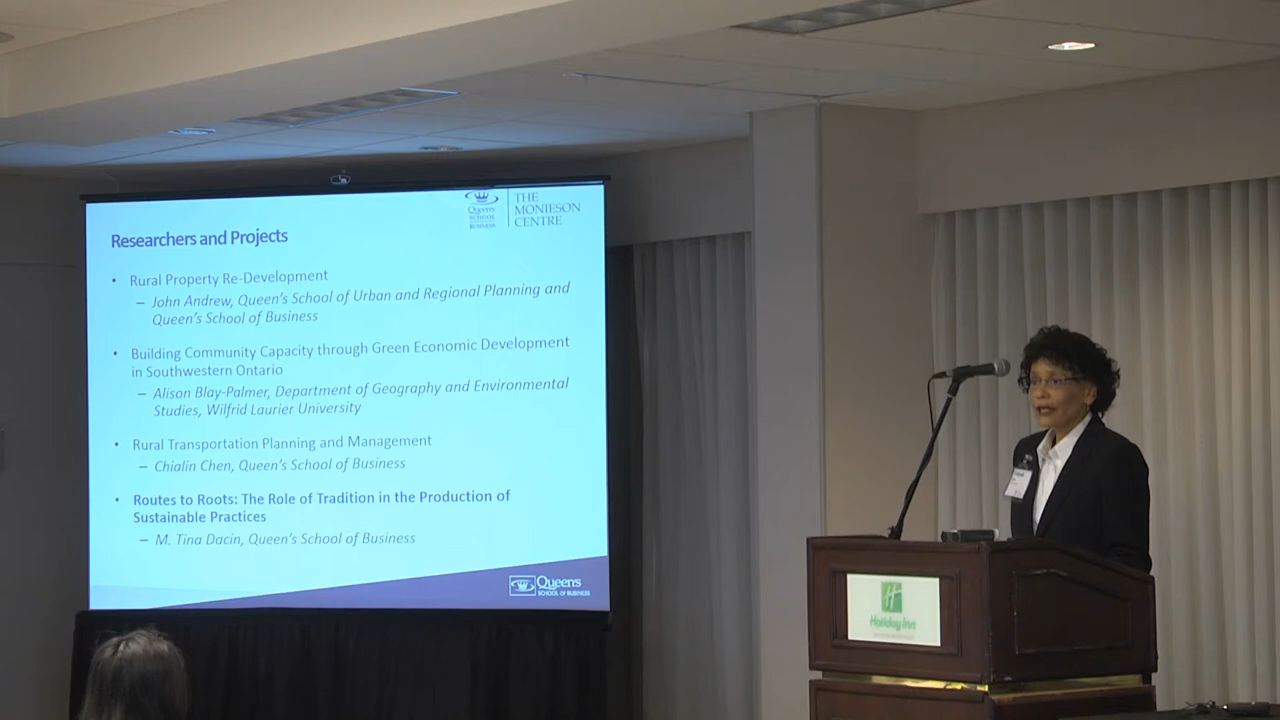 Queen's
SCHOOL
BUSINESS
THE
MONIESON
CENTRE
Researchers and Projects
• Rural Property Re-Development
– John Andrew, Queen's School of Urban and Regional Planning and
Queen's School of Business
• Building Community Capacity through Green Economic Development
in Southwestern Ontario
– Alison Blay-Palmer, Department of Geography and Environmental
Studies, Wilfrid Laurier University
• Rural Transportation Planning and Management
– Chialin Chen, Queen's School of Business
• Routes to Roots: The Role of Tradition in the Production of
Sustainable Practices
– M. Tina Dacin, Queen's School of Business
Queen's
SCHOOL OF BUSINESS
H
Holiday Inn